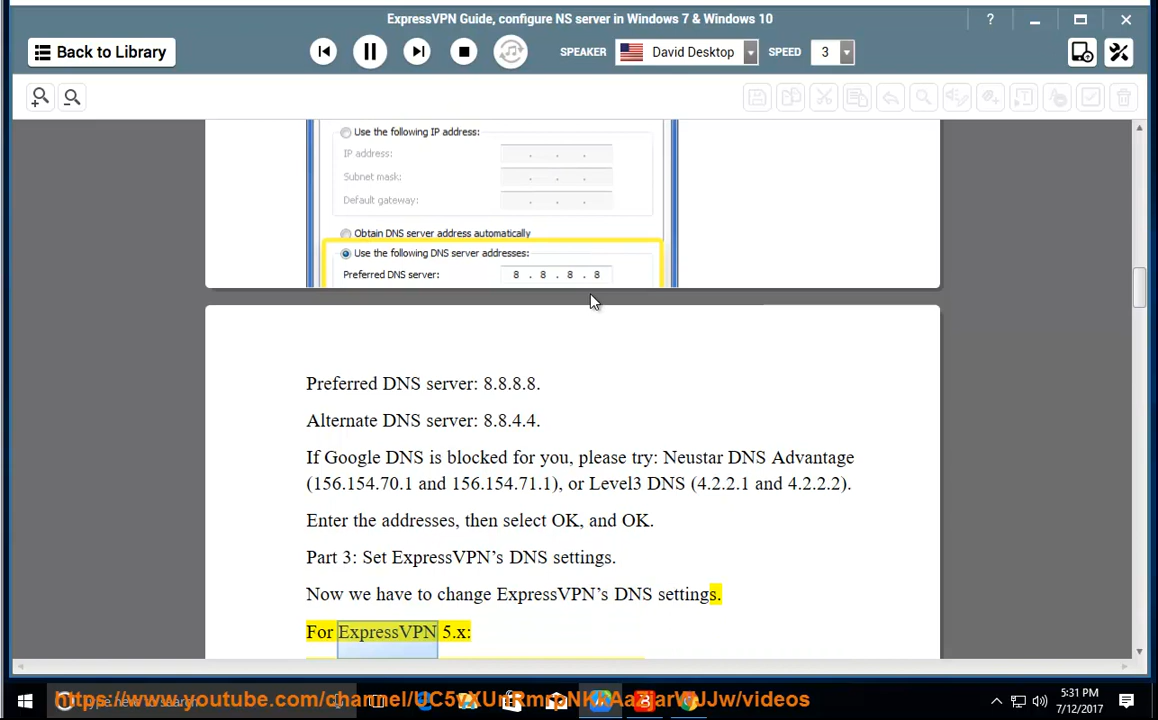 ExpressVPN Guide, configure NS server in Windows 7 & Windows 10
?
Back to Library
SPEAKER
David Desktop
SPEED
3
Use the following IP address:
IP address:
Subnet mask:
Default gateway:
Obtain DNS server address automatically
Use the following DNS server addresses:
Preferred DNS server: 8 . 8 . 8 . 8
Preferred DNS server: 8.8.8.8.
Alternate DNS server: 8.8.4.4.
If Google DNS is blocked for you, please try: Neustar DNS Advantage
(156.154.70.1 and 156.154.71.1), or Level3 DNS (4.2.2.1 and 4.2.2.2).
Enter the addresses, then select OK, and OK.
Part 3: Set ExpressVPN’s DNS settings.
Now we have to change ExpressVPN’s DNS settings.
For ExpressVPN 5.x:
5:31 PM
7/12/2017